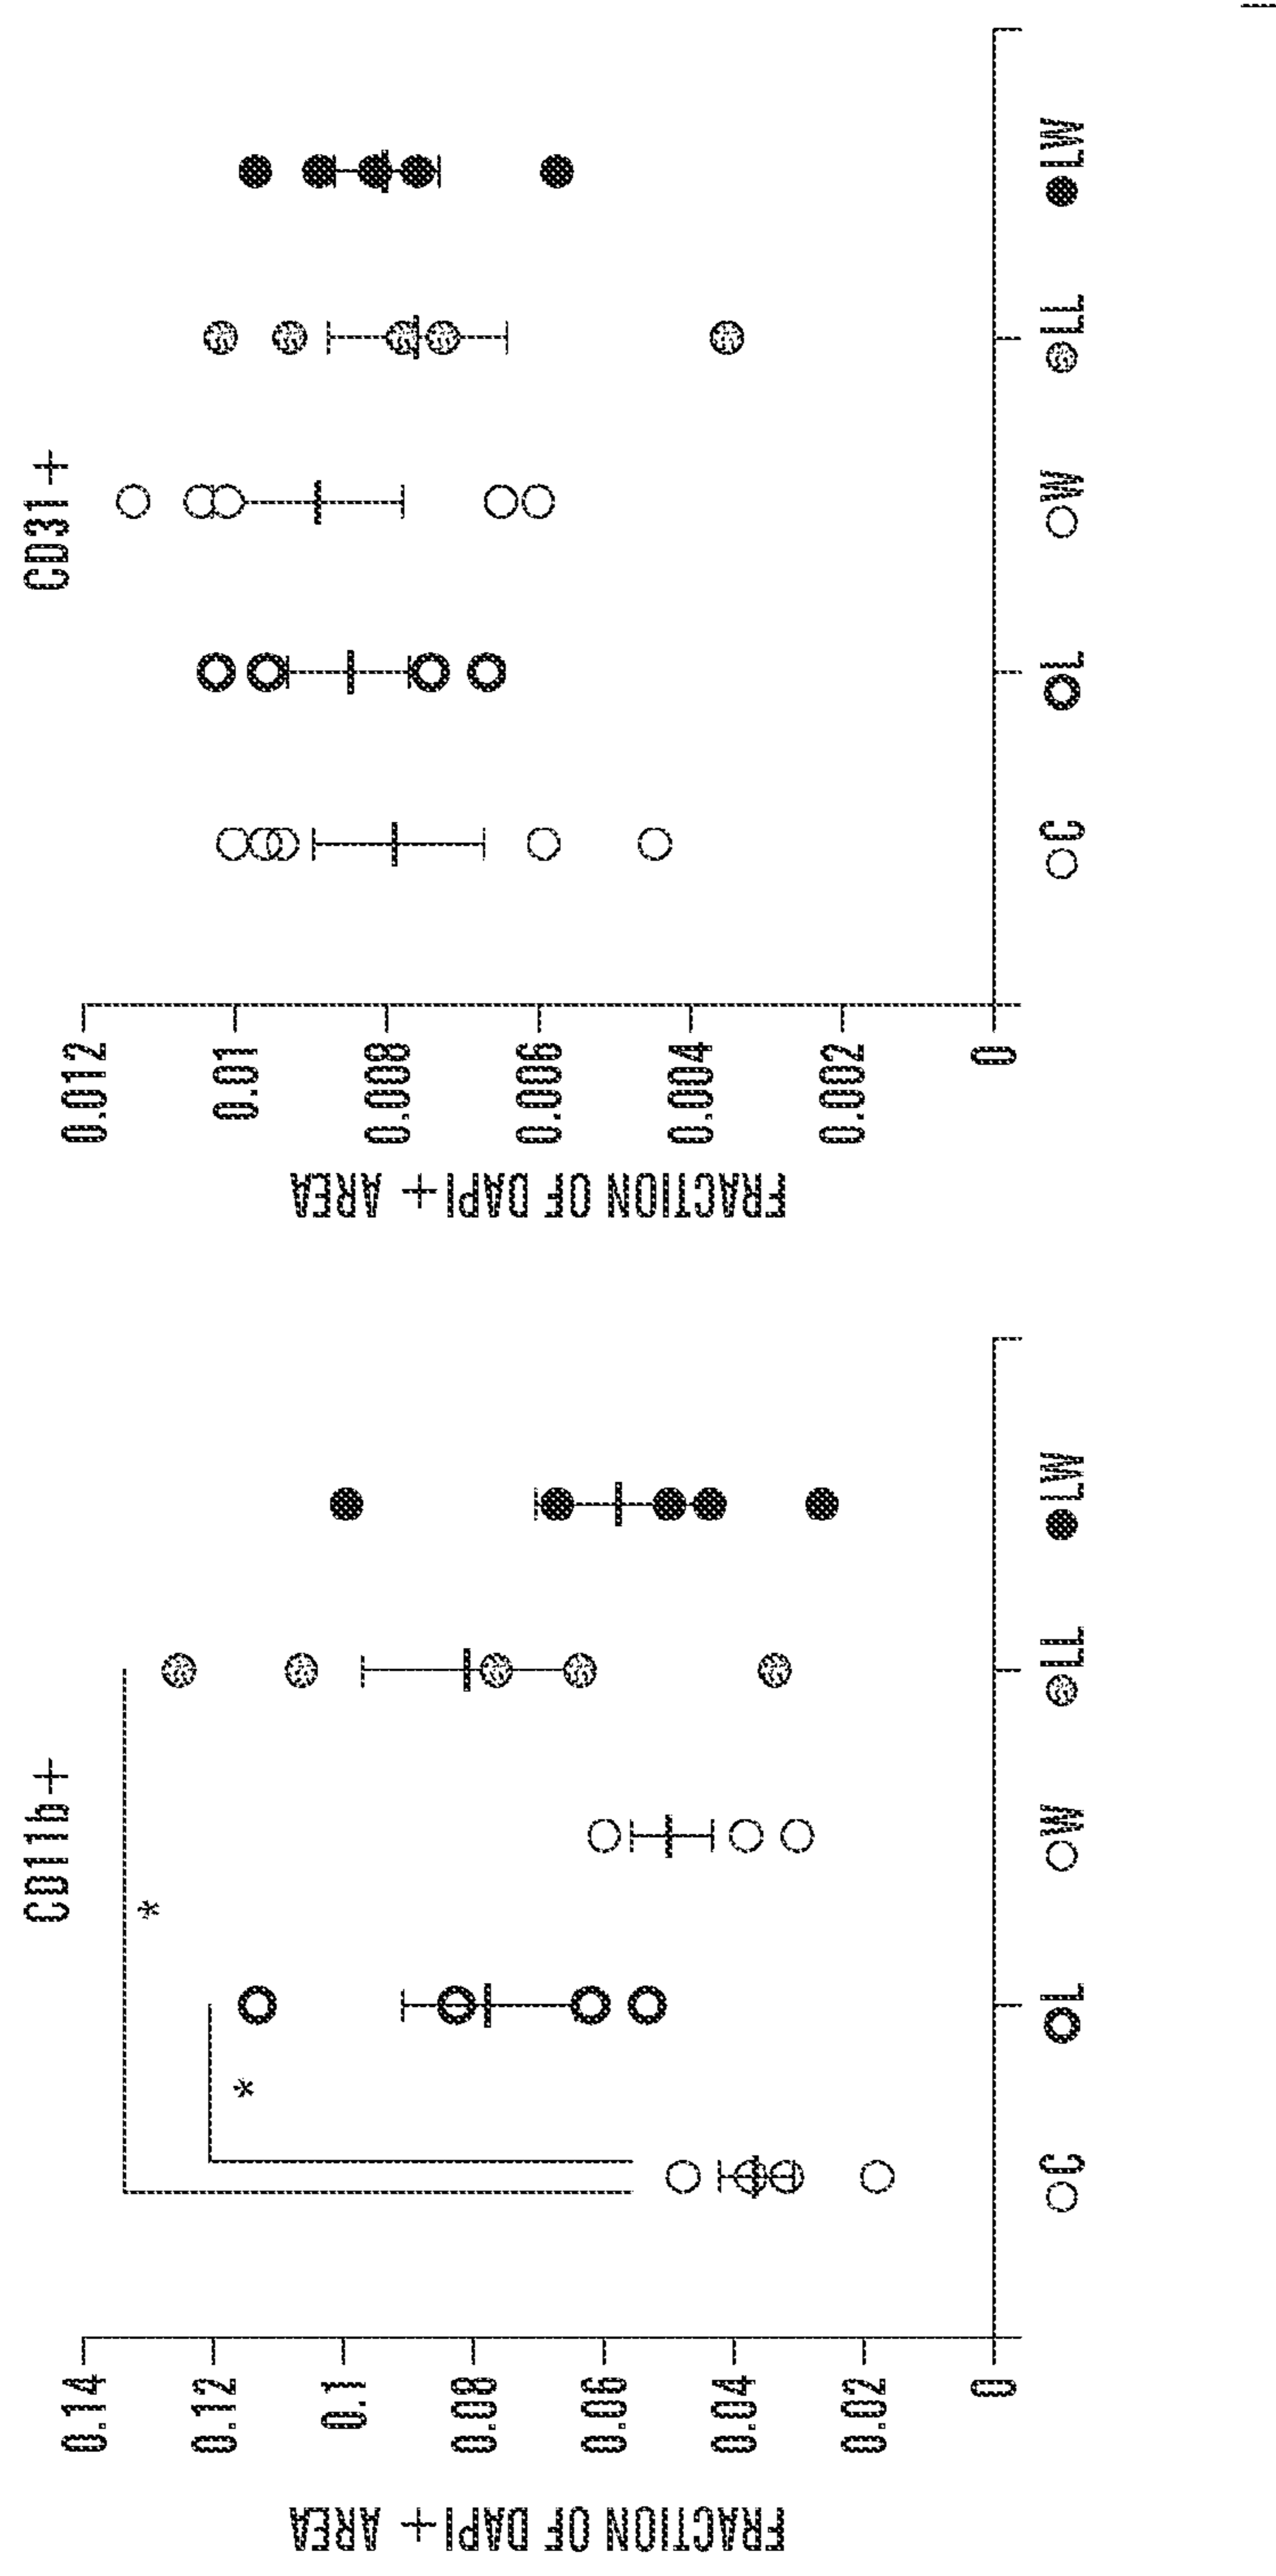 CD11b+
FRACTION OF DAPI+ AREA
0.14
0.12
0.1
0.08
0.06
0.04
0.02
0
*
*
C
L
W
LL
LW
CD31+
FRACTION OF DAPI+ AREA
0.012
0.01
0.008
0.006
0.004
0.002
0
C
L
W
LL
LW